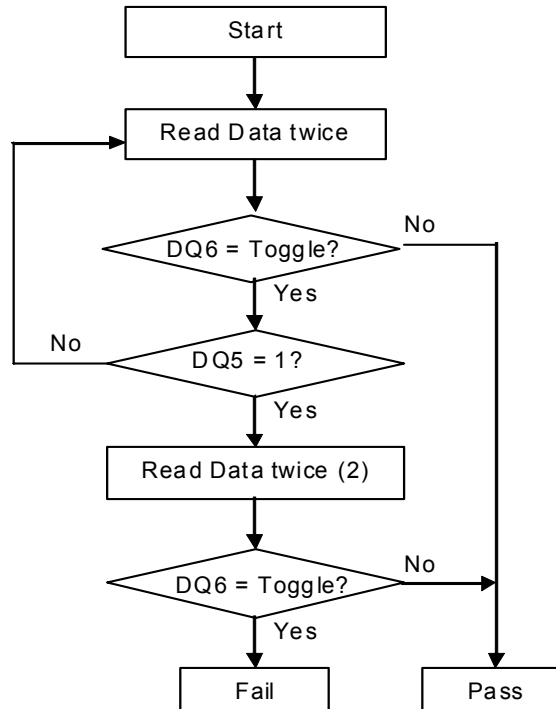 Start
Read Data twice
DQ6 = Toggle?
No
Yes
No
DQ5 = 1?
Yes
Read Data twice (2)
DQ6 = Toggle?
No
Yes
Fail
Pass